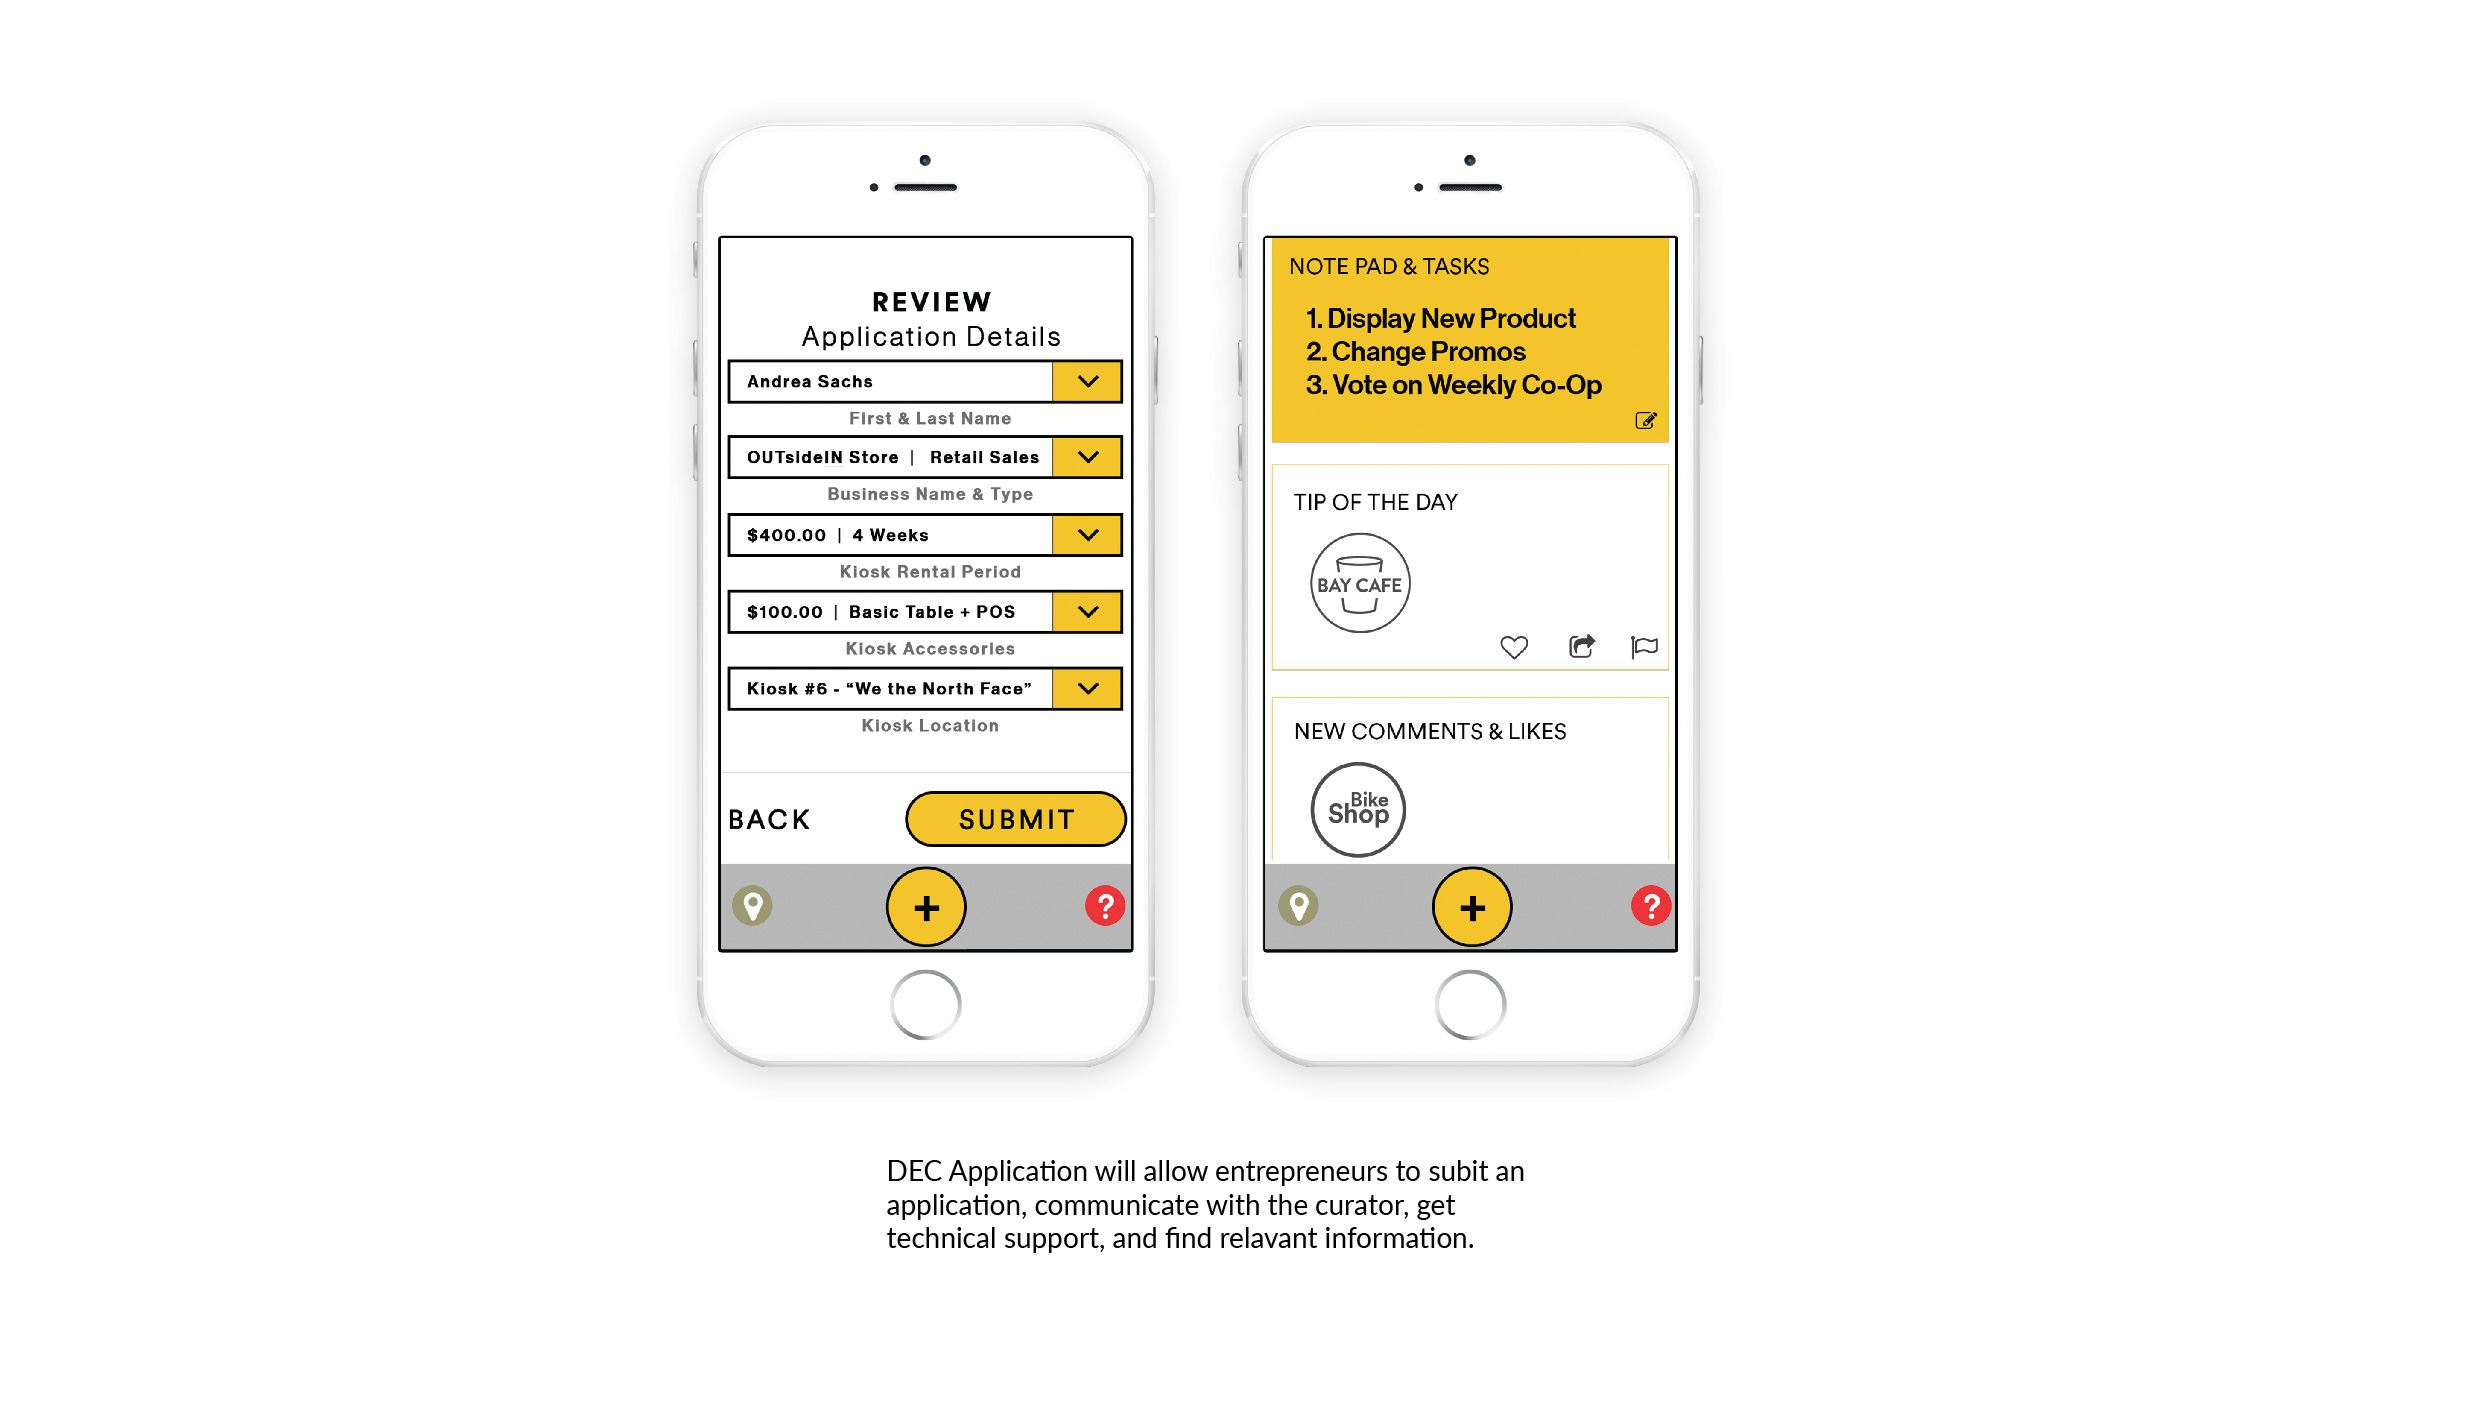 REVIEW
Application Details
Andrea Sachs
First & Last Name
OUTsideIN Store | Retail Sales
Business Name & Type
$400.00 | 4 Weeks
Kiosk Rental Period
$100.00 | Basic Table + POS
Kiosk Accessories
Kiosk #6 - “We the North Face”
Kiosk Location
BACK
SUBMIT
+
?
NOTE PAD & TASKS
1. Display New Product
2. Change Promos
3. Vote on Weekly Co-Op
TIP OF THE DAY
BAY CAFE
NEW COMMENTS & LIKES
Bike
Shop
+
?
DEC Application will allow entrepreneurs to subit an
application, communicate with the curator, get
technical support, and find relavant information.